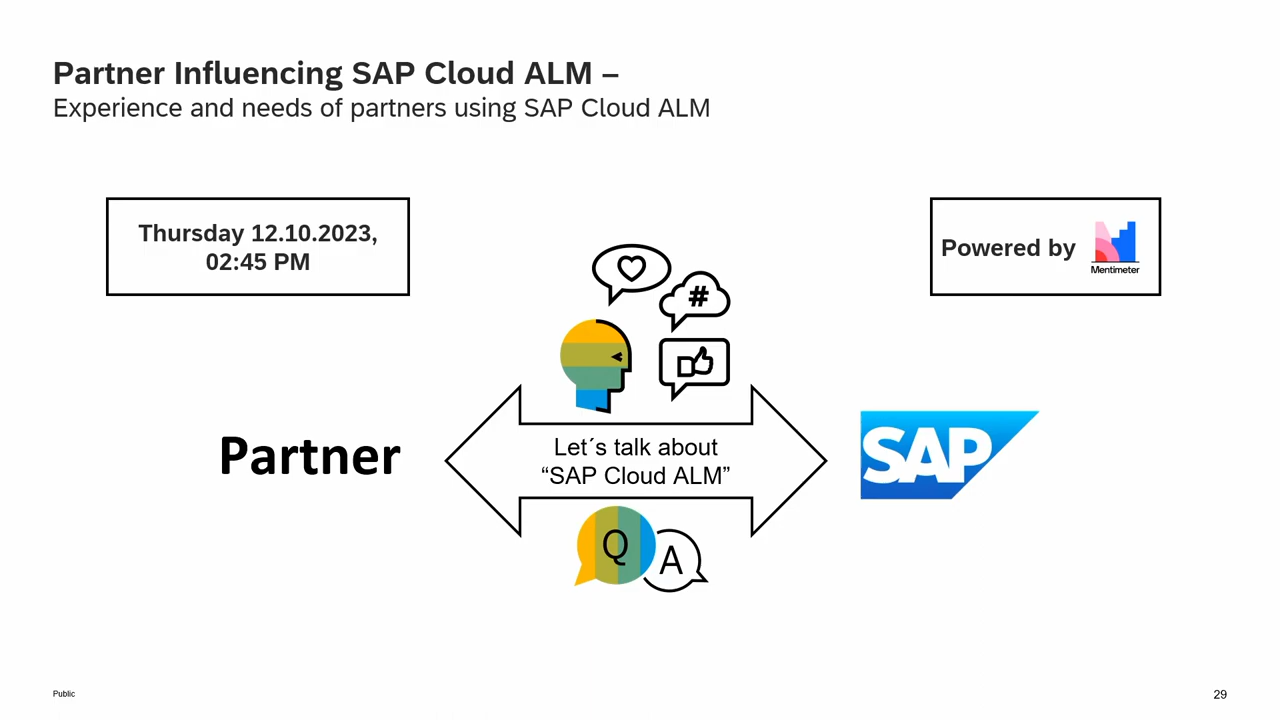 Partner Influencing SAP Cloud ALM –
Experience and needs of partners using SAP Cloud ALM
Thursday 12.10.2023,
02:45 PM
Powered by
Mentimeter
#
Partner
Let´s talk about
“SAP Cloud ALM”
SAP
Q
A
Public
29